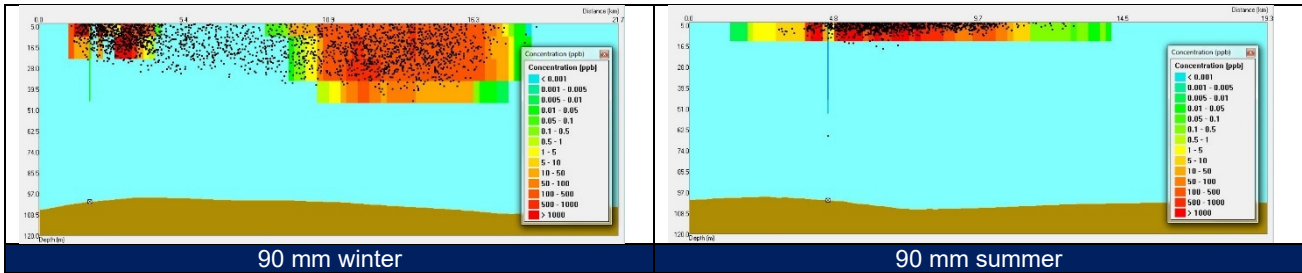 Distance [km]
0.0 5.4 10.9 16.3 21.7
5.0
16.5
28.0
39.5
51.0
62.5
74.0
85.5
97.0
108.5
120.0
Depth [m]
Concentration (ppb)
Concentration [ppb]
< 0.001
0.001 - 0.005
0.005 - 0.01
0.01 - 0.05
0.05 - 0.1
0.1 - 0.5
0.5 - 1
1 - 5
5 - 10
10 - 50
50 - 100
100 - 500
500 - 1000
> 1000
90 mm winter
Distance [km]
0.0 4.8 9.7 14.5 19.3
5.0
16.5
28.0
39.5
51.0
62.5
74.0
85.5
97.0
108.5
120.0
Depth [m]
Concentration (ppb)
Concentration [ppb]
< 0.001
0.001 - 0.005
0.005 - 0.01
0.01 - 0.05
0.05 - 0.1
0.1 - 0.5
0.5 - 1
1 - 5
5 - 10
10 - 50
50 - 100
100 - 500
500 - 1000
> 1000
90 mm summer